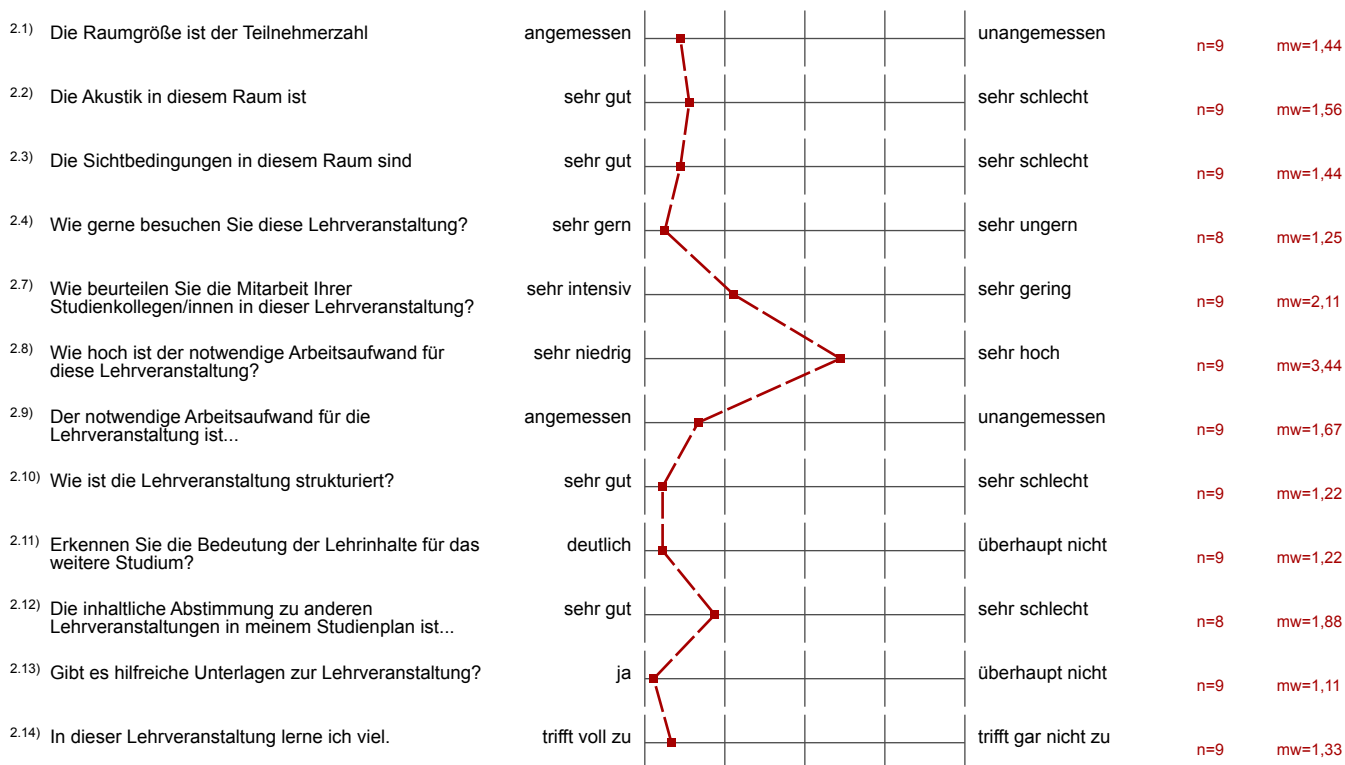 2.1) Die Raumgröße ist der Teilnehmerzahl angemessen unangemessen n=9 mw=1,44
2.2) Die Akustik in diesem Raum ist sehr gut sehr schlecht n=9 mw=1,56
2.3) Die Sichtbedingungen in diesem Raum sind sehr gut sehr schlecht n=9 mw=1,44
2.4) Wie gerne besuchen Sie diese Lehrveranstaltung? sehr gern sehr ungern n=8 mw=1,25
2.7) Wie beurteilen Sie die Mitarbeit Ihrer
Studienkollegen/innen in dieser Lehrveranstaltung? sehr intensiv sehr gering n=9 mw=2,11
2.8) Wie hoch ist der notwendige Arbeitsaufwand für
diese Lehrveranstaltung? sehr niedrig sehr hoch n=9 mw=3,44
2.9) Der notwendige Arbeitsaufwand für die
Lehrveranstaltung ist... angemessen unangemessen n=9 mw=1,67
2.10) Wie ist die Lehrveranstaltung strukturiert? sehr gut sehr schlecht n=9 mw=1,22
2.11) Erkennen Sie die Bedeutung der Lehrinhalte für das
weitere Studium? deutlich überhaupt nicht n=9 mw=1,22
2.12) Die inhaltliche Abstimmung zu anderen
Lehrveranstaltungen in meinem Studienplan ist... sehr gut sehr schlecht n=8 mw=1,88
2.13) Gibt es hilfreiche Unterlagen zur Lehrveranstaltung? ja überhaupt nicht n=9 mw=1,11
2.14) In dieser Lehrveranstaltung lerne ich viel. trifft voll zu trifft gar nicht zu n=9 mw=1,33